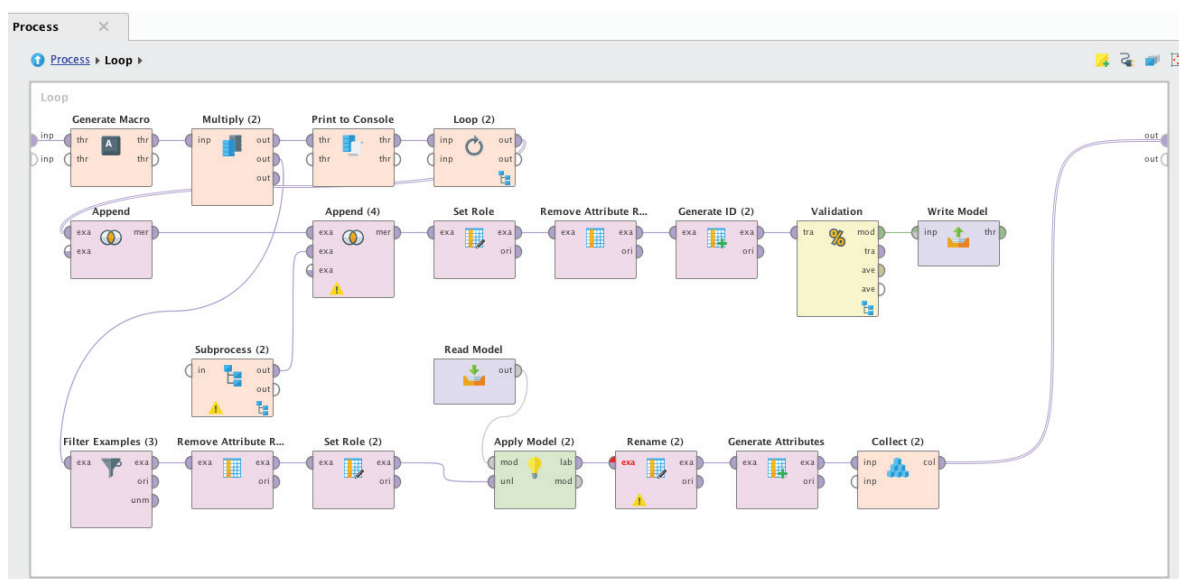 Process
Process Loop
Loop
Generate Macro Multiply (2) Print to Console Loop (2)
inp thr thr inp out thr thr inp out out
inp thr thr out thr thr inp out out
out
Append Append (4) Set Role Remove Attribute R... Generate ID (2) Validation Write Model
exa mer exa mer exa exa exa exa exa exa tra mod inp thr
exa exa ori ori ori tra
exa ave
ave
Subprocess (2) Read Model
in out out
out
Filter Examples (3) Remove Attribute R... Set Role (2) Apply Model (2) Rename (2) Generate Attributes Collect (2)
exa exa exa exa exa exa mod lab exa exa exa exa inp col
ori ori ori unl mod ori ori inp
unm